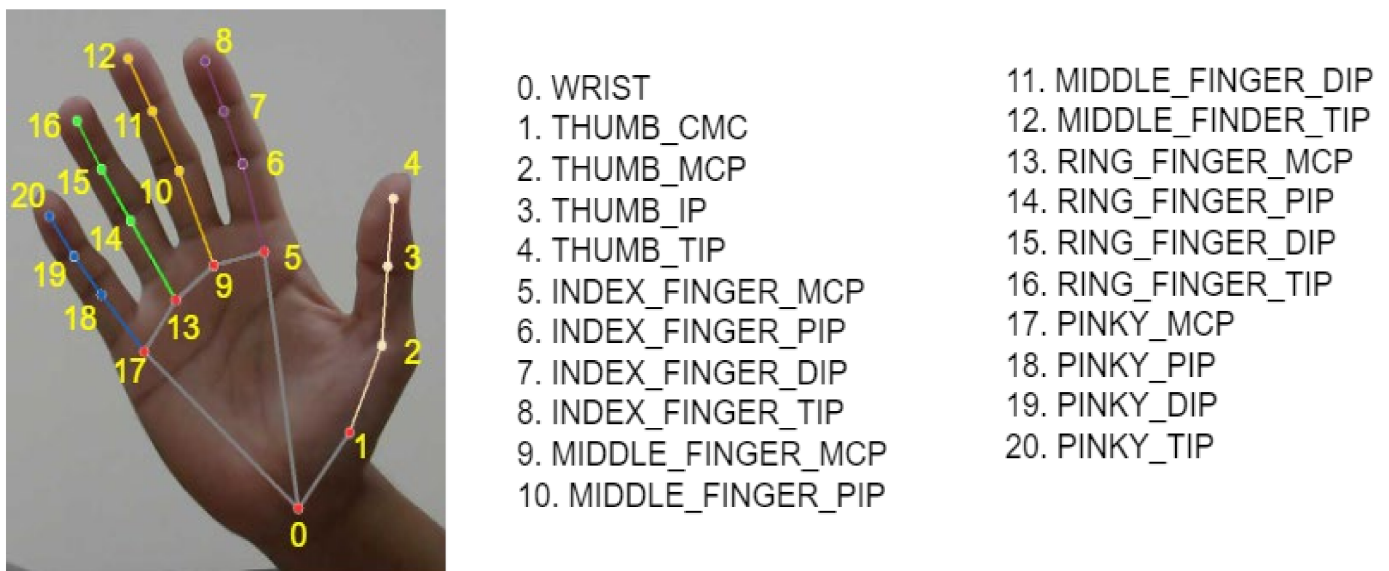 12
8
16
11
7
15
10
6
4
20
14
5
3
19
9
18
13
2
17
1
0
0. WRIST
1. THUMB_CMC
2. THUMB_MCP
3. THUMB_IP
4. THUMB_TIP
5. INDEX_FINGER_MCP
6. INDEX_FINGER_PIP
7. INDEX_FINGER_DIP
8. INDEX_FINGER_TIP
9. MIDDLE_FINGER_MCP
10. MIDDLE_FINGER_PIP
11. MIDDLE_FINGER_DIP
12. MIDDLE_FINDER_TIP
13. RING_FINGER_MCP
14. RING_FINGER_PIP
15. RING_FINGER_DIP
16. RING_FINGER_TIP
17. PINKY_MCP
18. PINKY_PIP
19. PINKY_DIP
20. PINKY_TIP